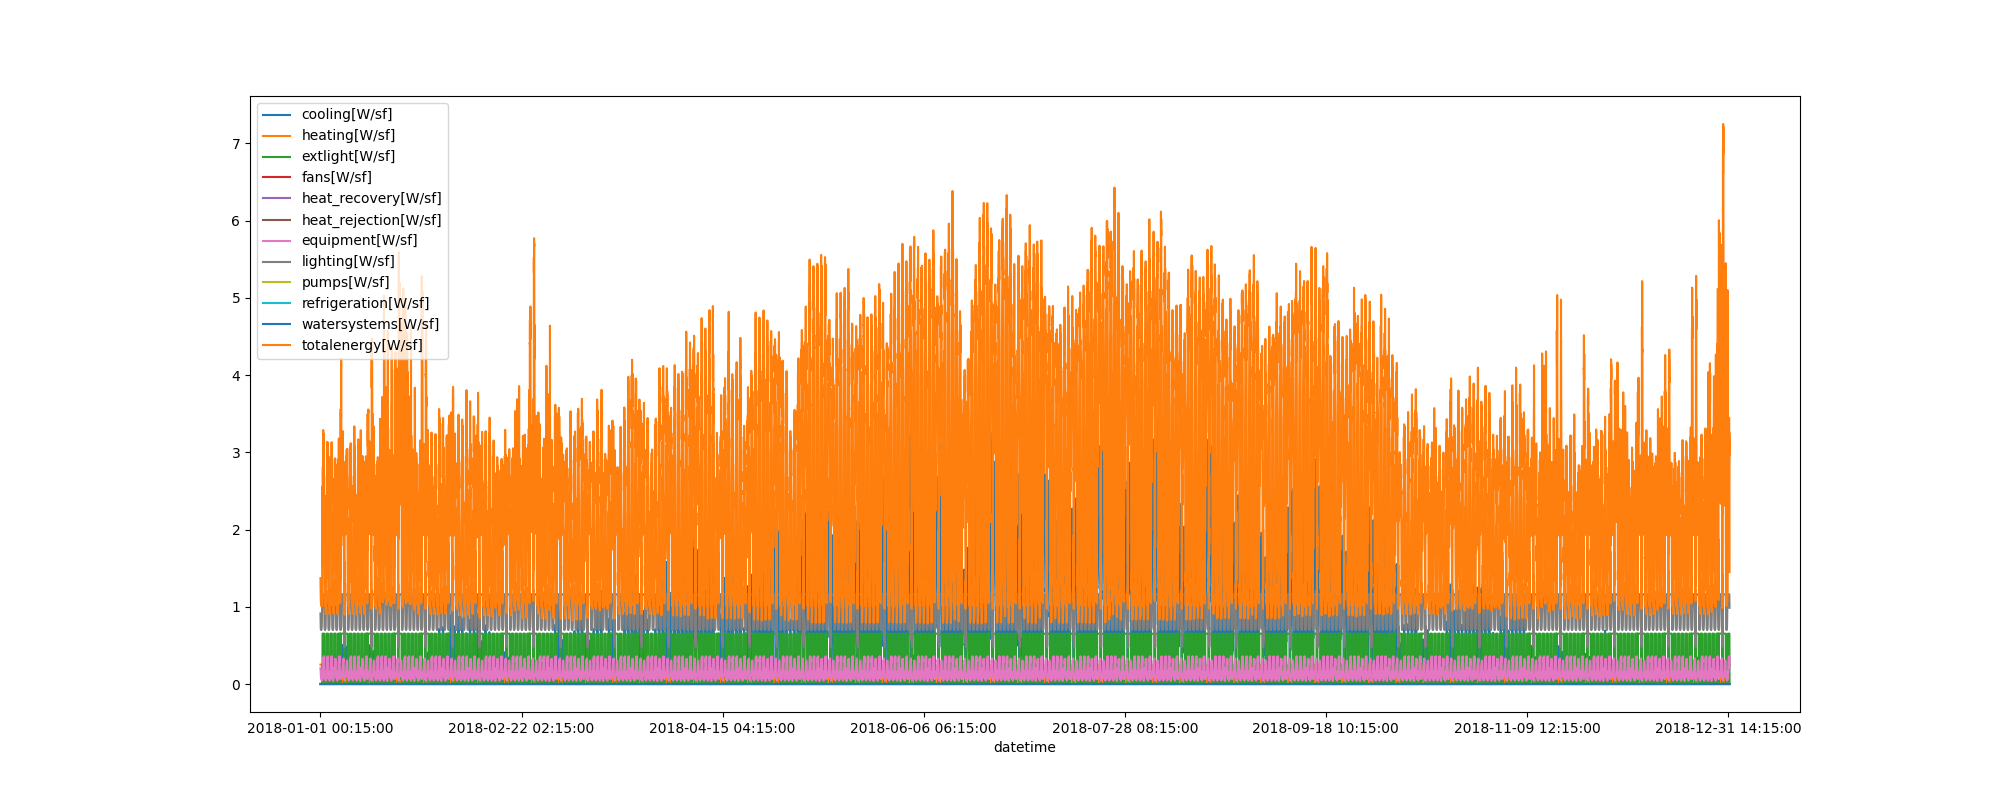 cooling[W/sf]
heating[W/sf]
extlight[W/sf]
fans[W/sf]
heat_recovery[W/sf]
heat_rejection[W/sf]
equipment[W/sf]
lighting[W/sf]
pumps[W/sf]
refrigeration[W/sf]
watersystems[W/sf]
totalenergy[W/sf]
7
6
5
4
3
2
1
0
2018-01-01 00:15:00 2018-02-22 02:15:00 2018-04-15 04:15:00 2018-06-06 06:15:00 2018-07-28 08:15:00 2018-09-18 10:15:00 2018-11-09 12:15:00 2018-12-31 14:15:00
datetime